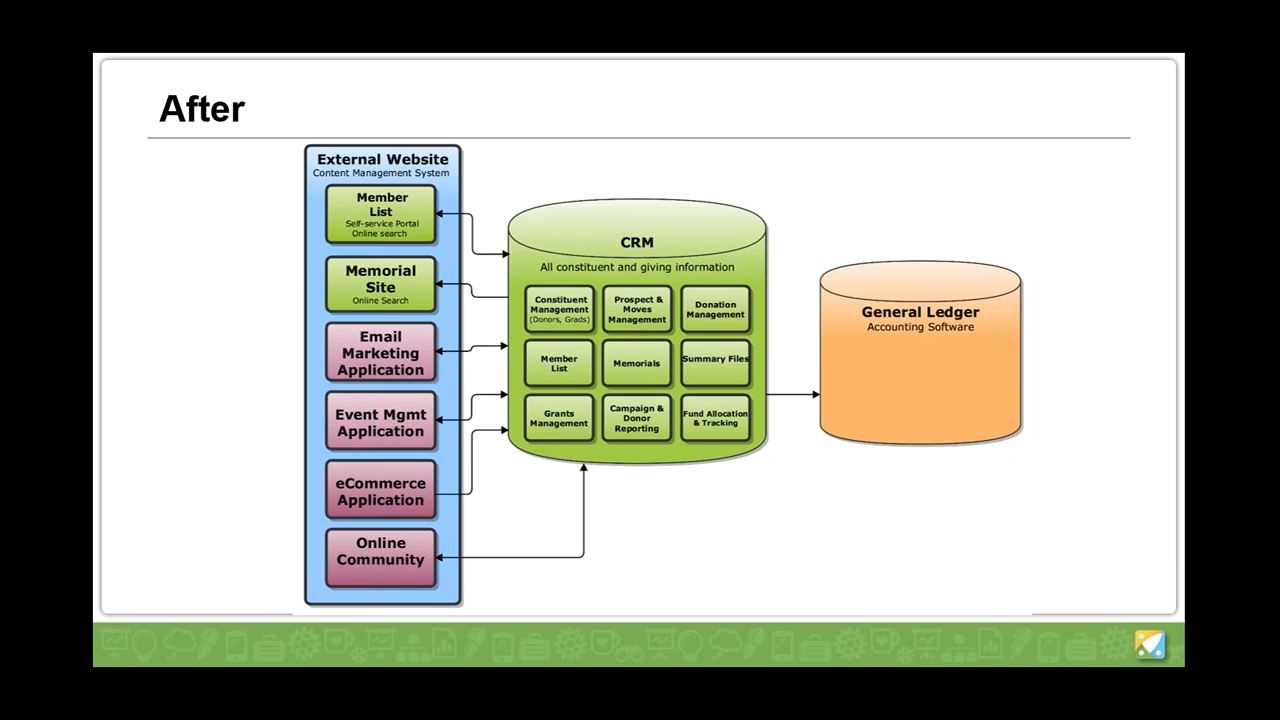 After
External Website
Content Management System
Member
List
Self-service Portal
Online search
Memorial
Site
Online Search
Email
Marketing
Application
Event Mgmt
Application
eCommerce
Application
Online
Community
CRM
All constituent and giving information
Constituent
Management
(Donors, Grads)
Prospect &
Moves
Management
Donation
Management
Member
List
Memorials
Summary Files
Grants
Management
Campaign &
Donor
Reporting
Fund Allocation
& Tracking
General Ledger
Accounting Software